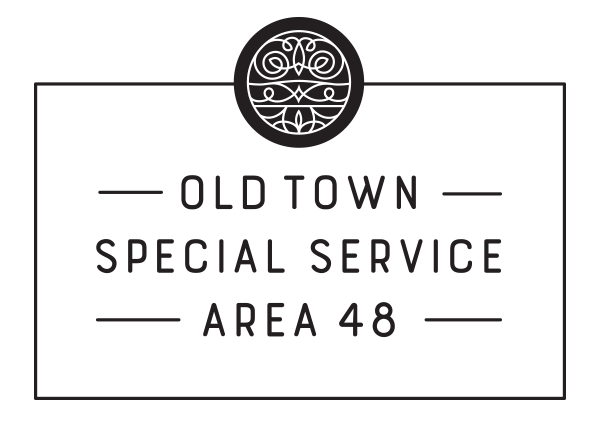 OLD TOWN
SPECIAL SERVICE
AREA 48